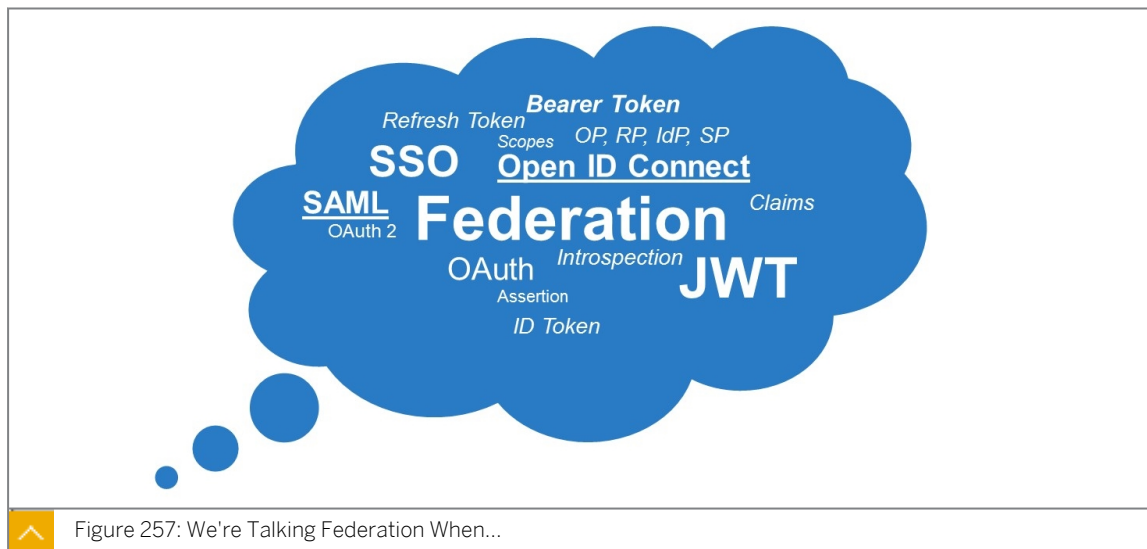 Bearer Token
Refresh Token
Scopes
OP, RP, IdP, SP
SSO
Open ID Connect
SAML
Federation
Claims
OAuth 2
OAuth
Introspection
JWT
Assertion
ID Token
Figure 257: We're Talking Federation When...